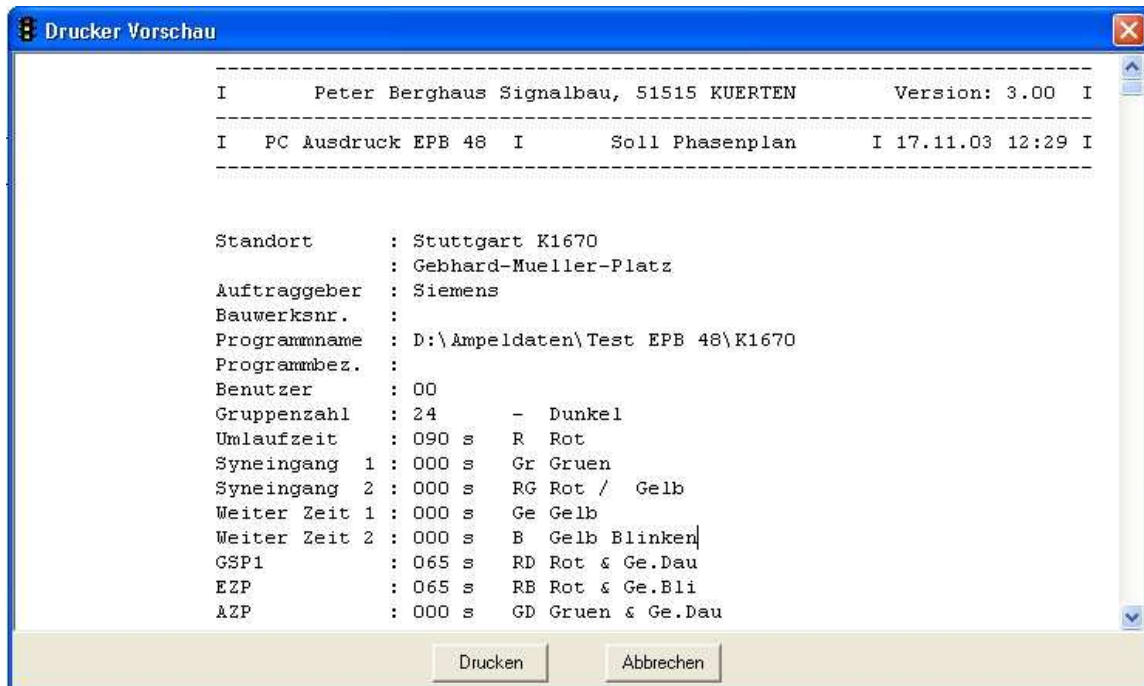 Drucker Vorschau
--------------------------------------------------------------------------------
I       Peter Berghaus Signalbau, 51515 KUERTEN        Version: 3.00  I
--------------------------------------------------------------------------------
I   PC Ausdruck EPB 48  I       Soll Phasenplan      I 17.11.03 12:29 I
--------------------------------------------------------------------------------
Standort      : Stuttgart K1670
              : Gebhard-Mueller-Platz
Auftraggeber  : Siemens
Bauwerksnr.   :
Programmname  : D:\Ampeldaten\Test EPB 48\K1670
Programmbez.  :
Benutzer      : 00
Gruppenzahl   : 24      -  Dunkel
Umlaufzeit    : 090 s   R  Rot
Syneingang  1 : 000 s   Gr Gruen
Syneingang  2 : 000 s   RG Rot /  Gelb
Weiter Zeit 1 : 000 s   Ge Gelb
Weiter Zeit 2 : 000 s   B  Gelb Blinken
GSP1          : 065 s   RD Rot & Ge.Dau
EZP           : 065 s   RB Rot & Ge.Bli
AZP           : 000 s   GD Gruen & Ge.Dau
Drucken Abbrechen